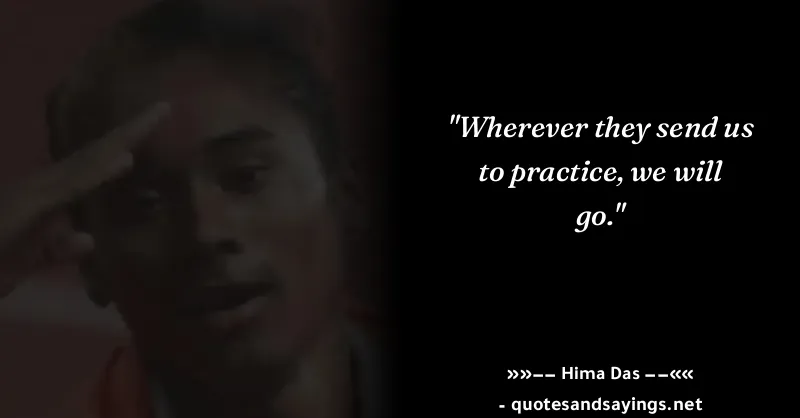 "Wherever they send us
to practice, we will
go."
»»−− Hima Das −−««
- quotesandsayings.net